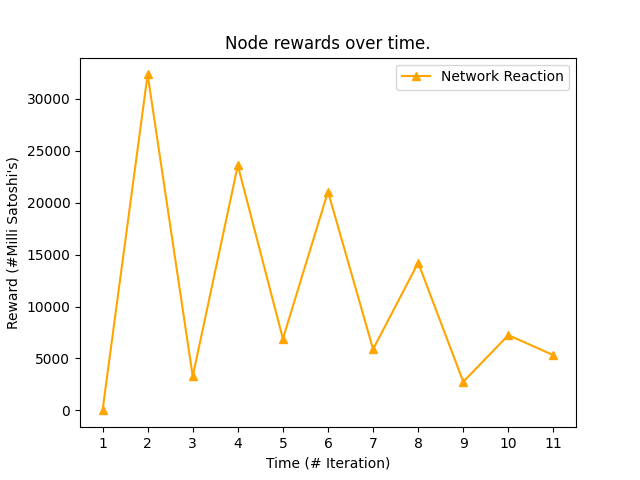 Node rewards over time.
Network Reaction
Reward (#Milli Satoshi's)
30000
25000
20000
15000
10000
5000
0
1 2 3 4 5 6 7 8 9 10 11
Time (# Iteration)